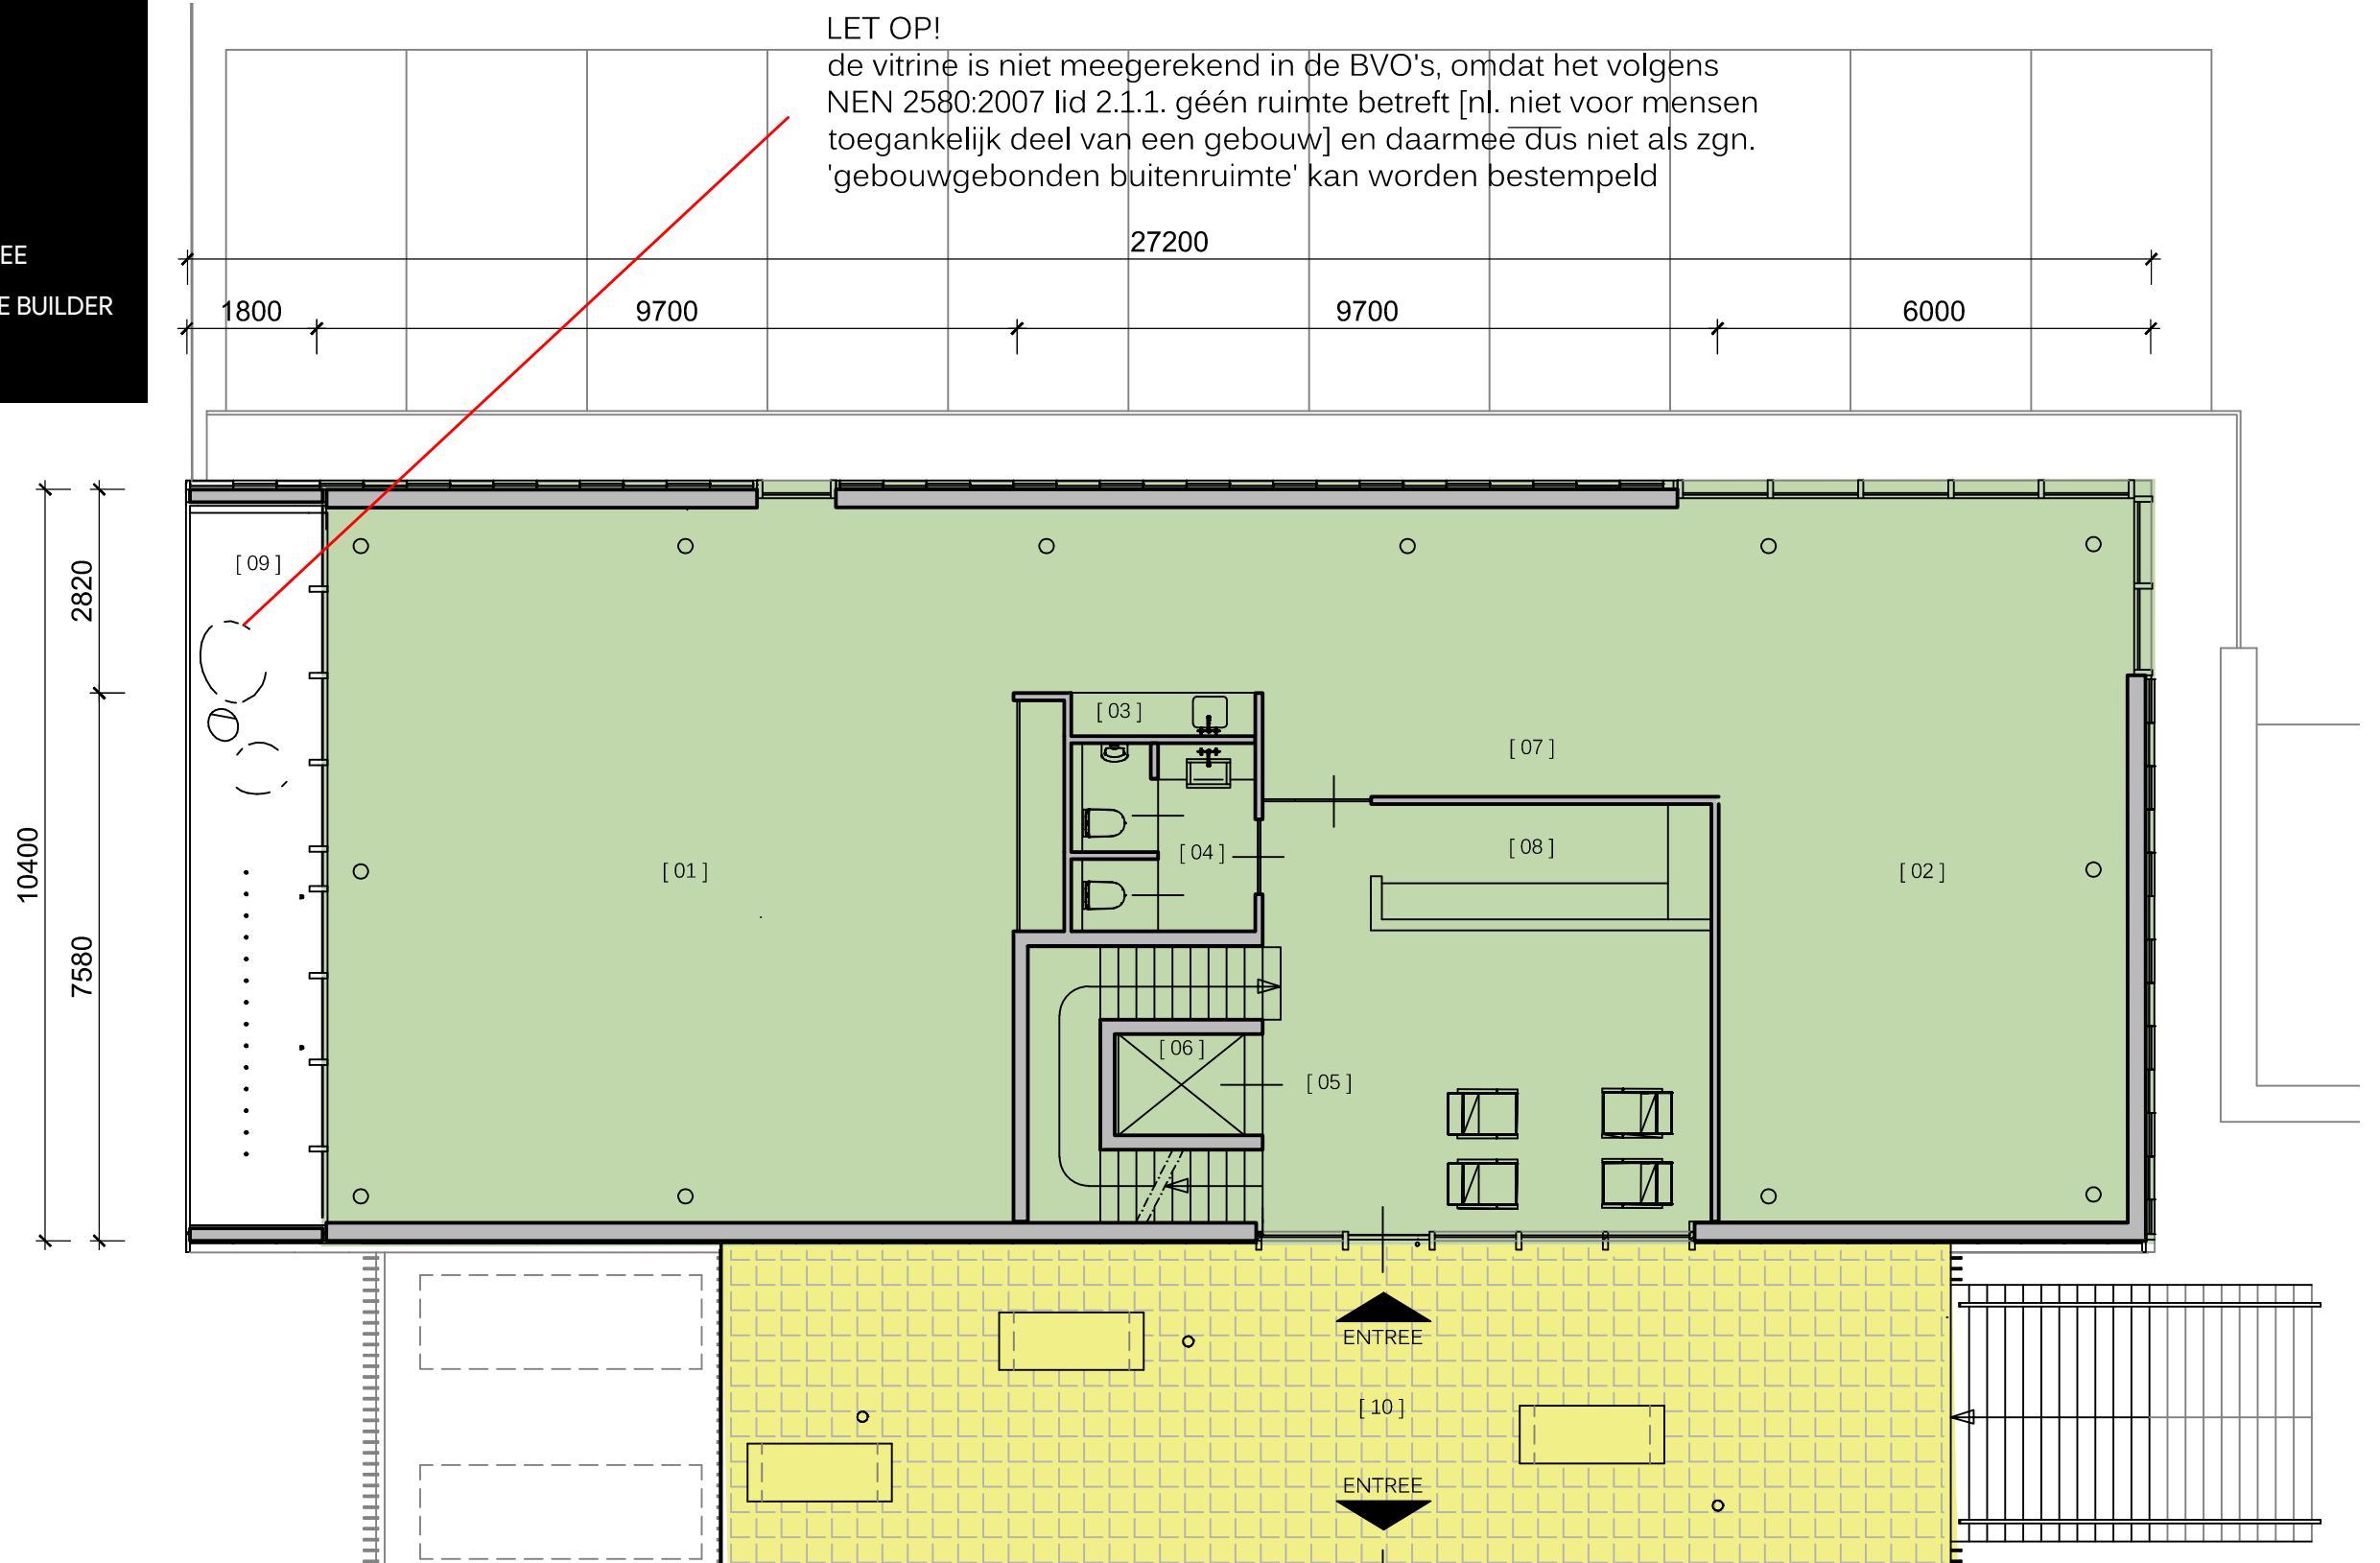 LET OP!
de vitrine is niet meegerekend in de BVO's, omdat het volgens
NEN 2580:2007 lid 2.1.1. géén ruimte betreft [nl. niet voor mensen
toegankelijk deel van een gebouw] en daarmee dus niet als zgn.
'gebouwgebonden buitenruimte' kan worden bestempeld
EE
E BUILDER
27200
1800
9700
9700
6000
2820
10400
7580
[ 09 ]
[ 03 ]
[ 07 ]
[ 04 ]
[ 08 ]
[ 01 ]
[ 02 ]
[ 06 ]
[ 05 ]
ENTREE
[ 10 ]
ENTREE